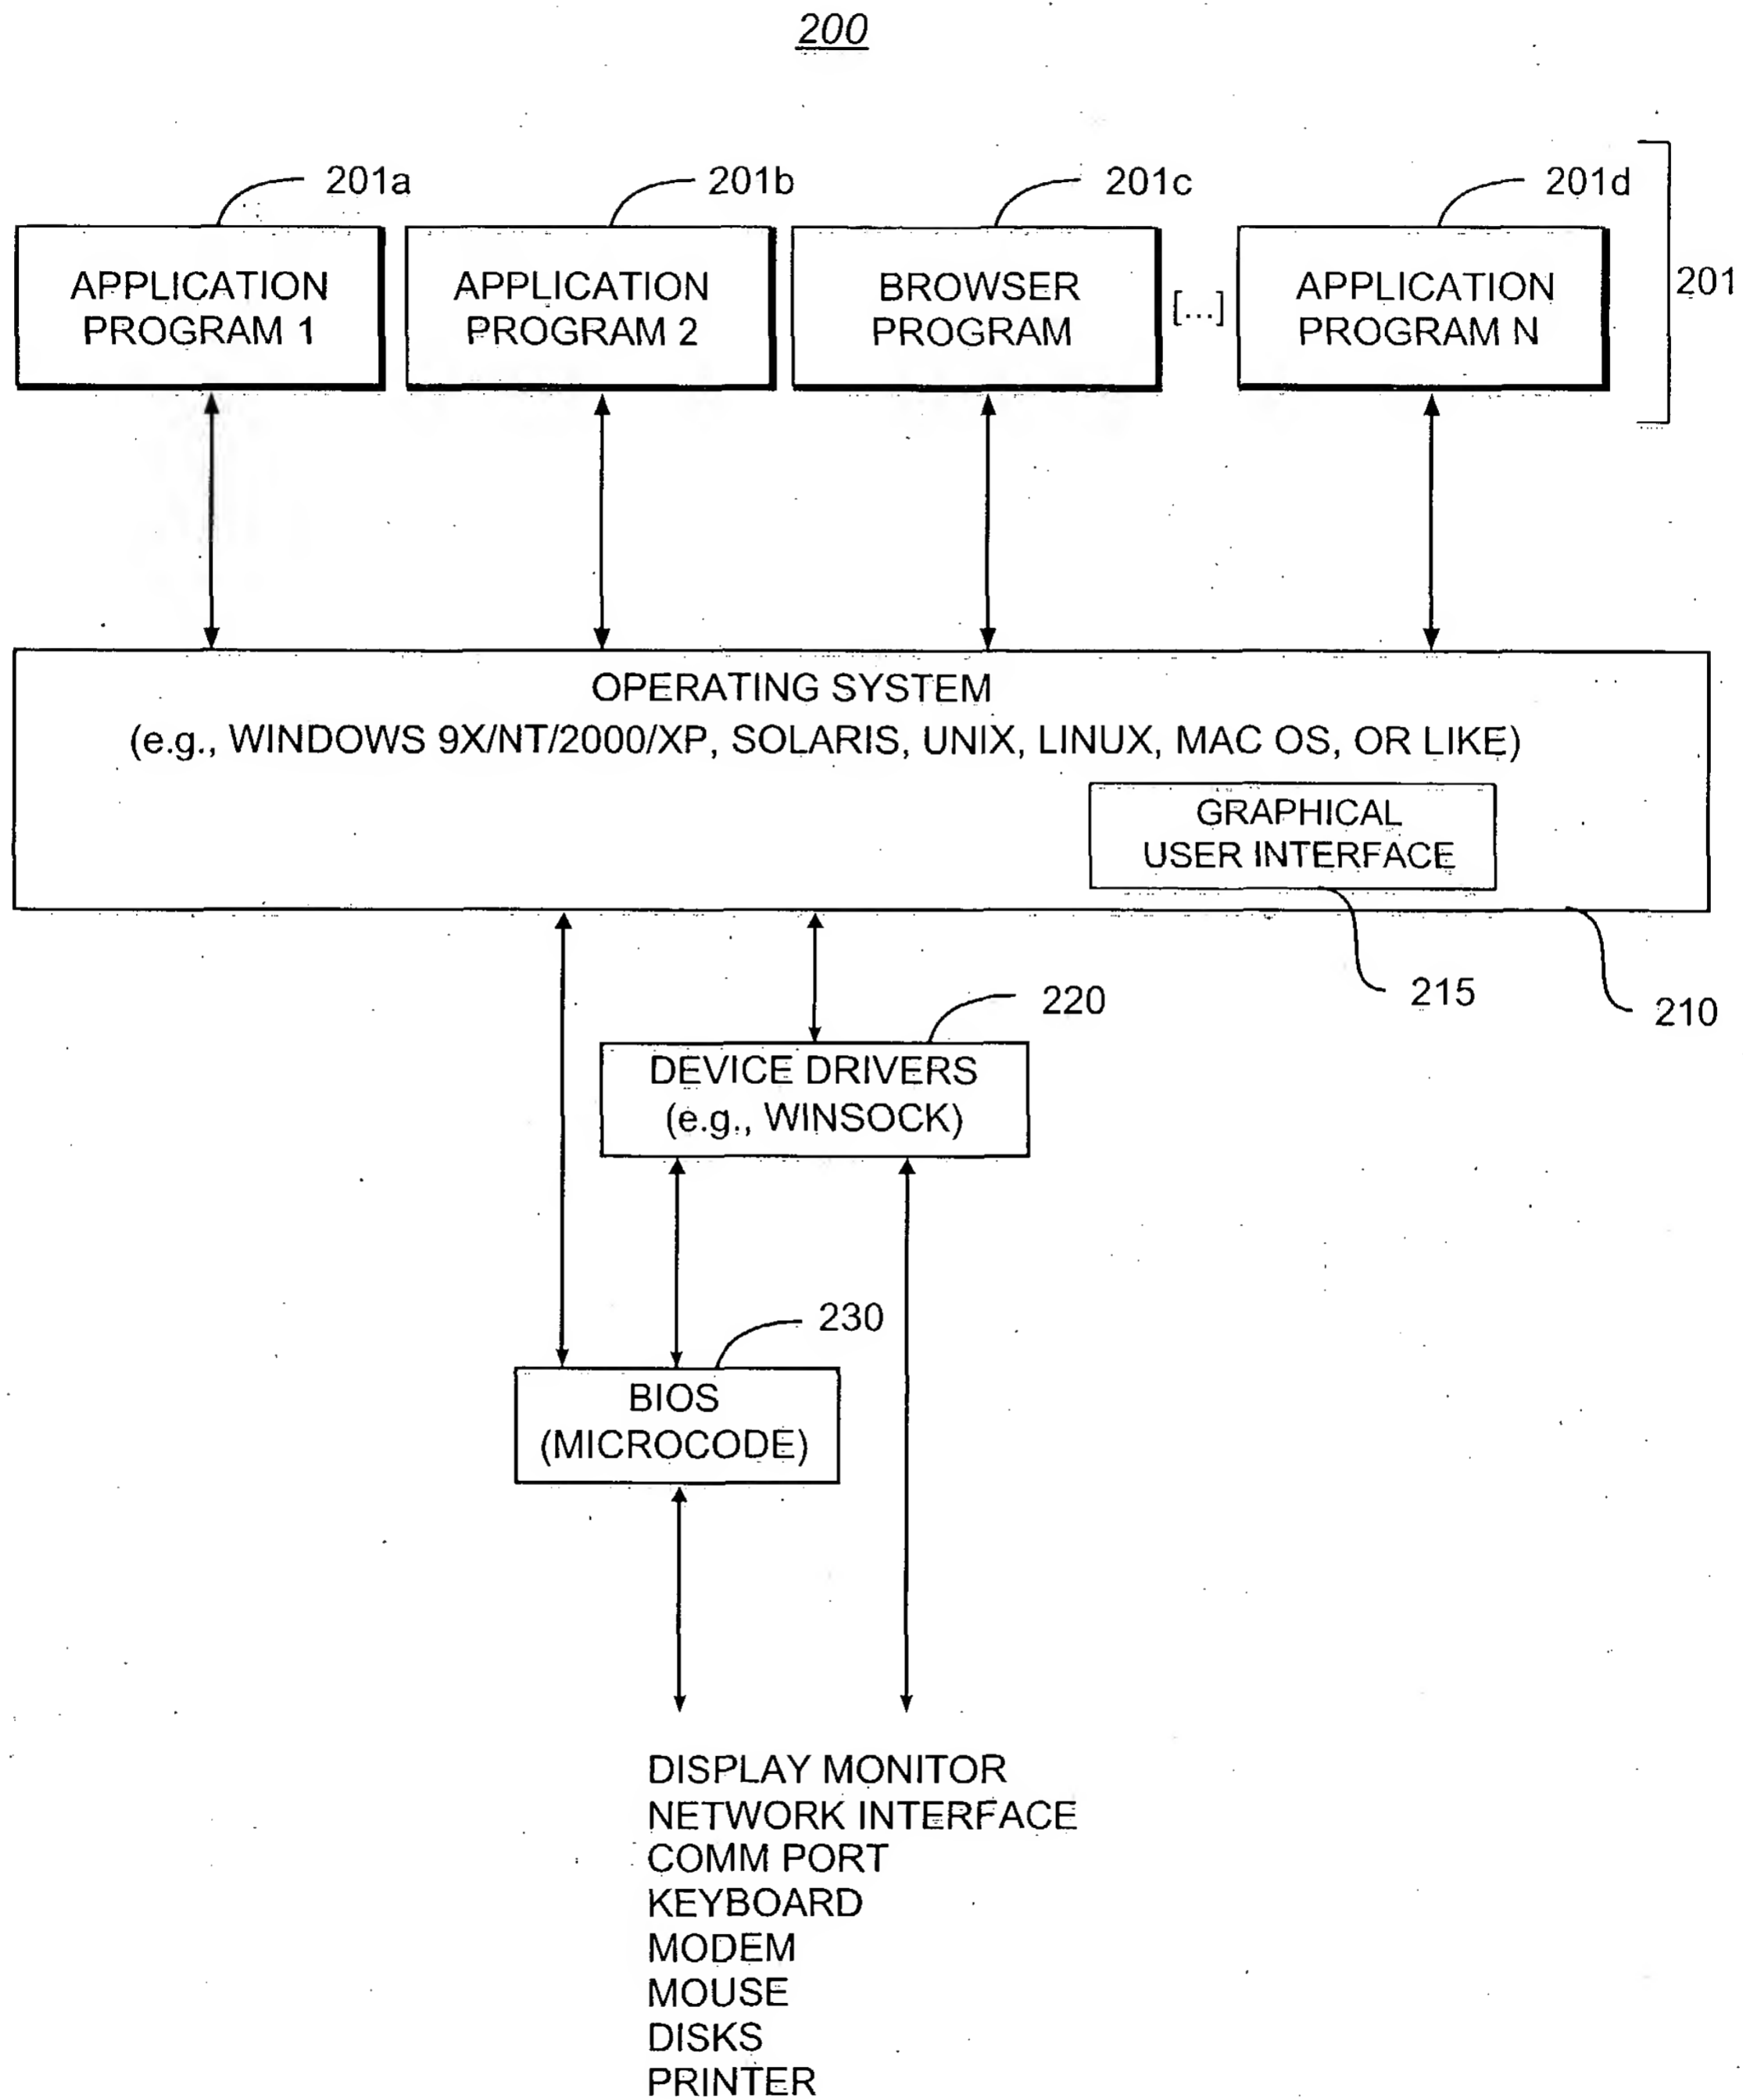 200
201a
201b
201c
201d
APPLICATION
PROGRAM 1
APPLICATION
PROGRAM 2
BROWSER
PROGRAM
[...]
APPLICATION
PROGRAM N
201
OPERATING SYSTEM
(e.g., WINDOWS 9X/NT/2000/XP, SOLARIS, UNIX, LINUX, MAC OS, OR LIKE)
GRAPHICAL
USER INTERFACE
215
210
220
DEVICE DRIVERS
(e.g., WINSOCK)
230
BIOS
(MICROCODE)
DISPLAY MONITOR
NETWORK INTERFACE
COMM PORT
KEYBOARD
MODEM
MOUSE
DISKS
PRINTER